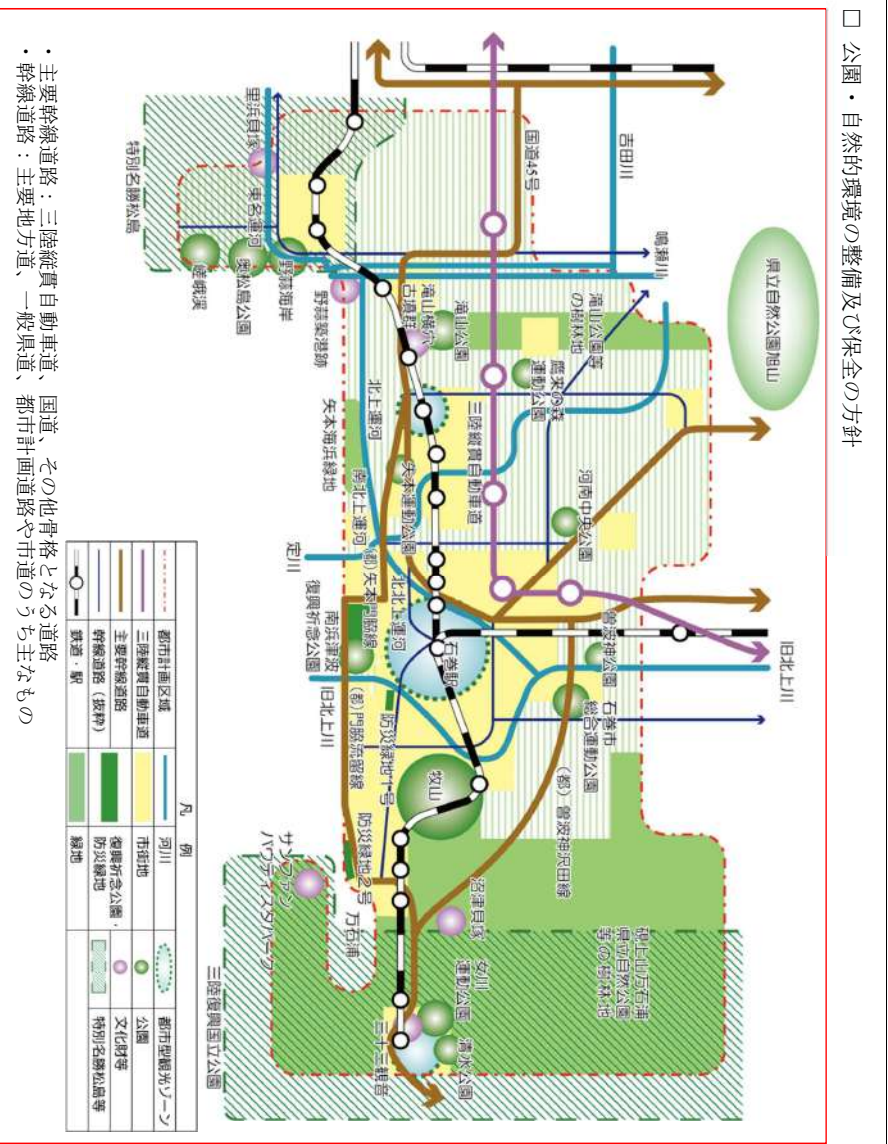 □ 公園・自然的環境の整備及び保全の方針
県立自然公園旭山
吉田川
国道45号
鳴瀬川
滝山公園等
の樹林地
滝山公園
滝山横穴
古墳群
鷹来の森
運動公園
三陸縦貫自動車道
河南中央公園
里浜貝塚
東名運河
特別名勝松島
嵯峨渓
奥松島公園
野蒜海岸
野蒜築港跡
北上運河
矢本海浜緑地
矢本運動公園
南北上運河
定川
(都)矢本門脇線
北北上運河
石巻駅
南浜津波
復興祈念公園
旧北上川
(都)門脇流留線
防災緑地1号
防災緑地2号
牧山
旧北上川
曽波神公園
石巻市
総合運動公園
(都)曽波神沢田線
硯上山万石浦
県立自然公園
等の樹林地
沼津貝塚
女川
運動公園
清水公園
三十三観音
万石浦
サンファン
バウティスタパーク
三陸復興国立公園
凡 例
都市計画区域
河川
都市型観光ゾーン
三陸縦貫自動車道
市街地
公園
主要幹線道路
復興祈念公園・
防災緑地
文化財等
幹線道路(抜粋)
緑地
特別名勝松島等
鉄道・駅
・主要幹線道路:三陸縦貫自動車道、国道、その他骨格となる道路
・幹線道路:主要地方道、一般県道、都市計画道路や市道のうち主なもの